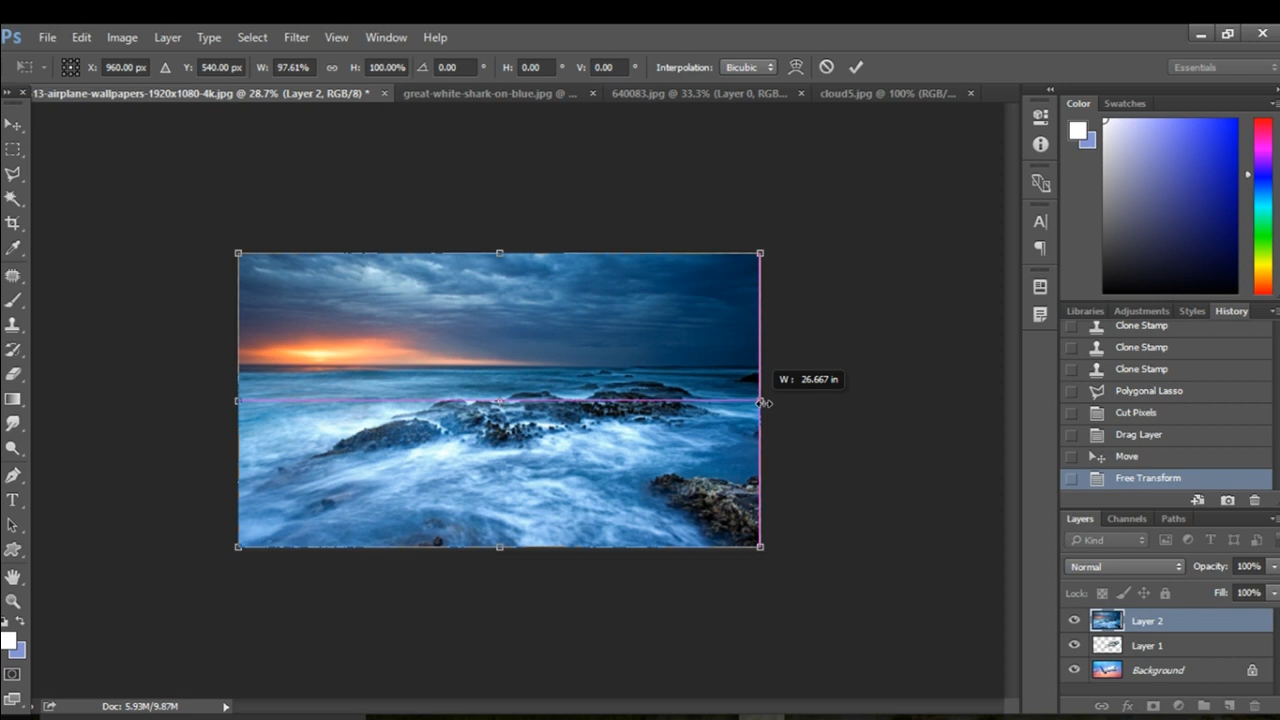 Ps File Edit Image Layer Type Select Filter View Window Help
X: 960.00 px Y: 540.00 px W: 97.61% H: 100.00% 0.00 ° H: 0.00 ° V: 0.00 ° Interpolation: Bicubic Essentials
13-airplane-wallpapers-1920x1080-4k.jpg @ 28.7% (Layer 2, RGB/8) * × great-white-shark-on-blue.jpg @ ... × 640083.jpg @ 33.3% (Layer 0, RGB... × cloud5.jpg @ 100% (RGB/... ×
Color Swatches
W : 26.667 in
Libraries Adjustments Styles History
Clone Stamp
Clone Stamp
Clone Stamp
Polygonal Lasso
Cut Pixels
Drag Layer
Move
Free Transform
Layers Channels Paths
Kind
Normal Opacity: 100%
Lock: Fill: 100%
Layer 2
Layer 1
Background
Doc: 5.93M/9.87M